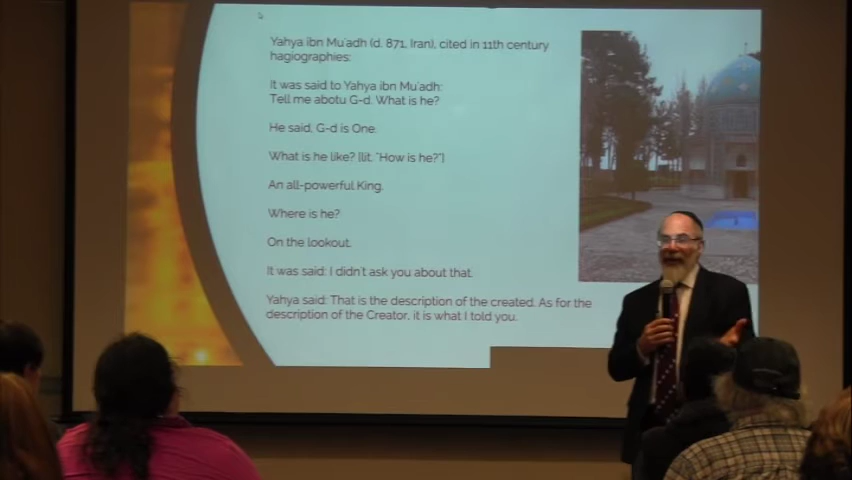 Yahya ibn Mu'adh (d. 871, Iran), cited in 11th century
hagiographies:
It was said to Yahya ibn Mu'adh:
Tell me abotu G-d. What is he?
He said, G-d is One.
What is he like? [lit. "How is he?"]
An all-powerful King.
Where is he?
On the lookout.
It was said: I didn't ask you about that.
Yahya said: That is the description of the created. As for the
description of the Creator, it is what I told you.